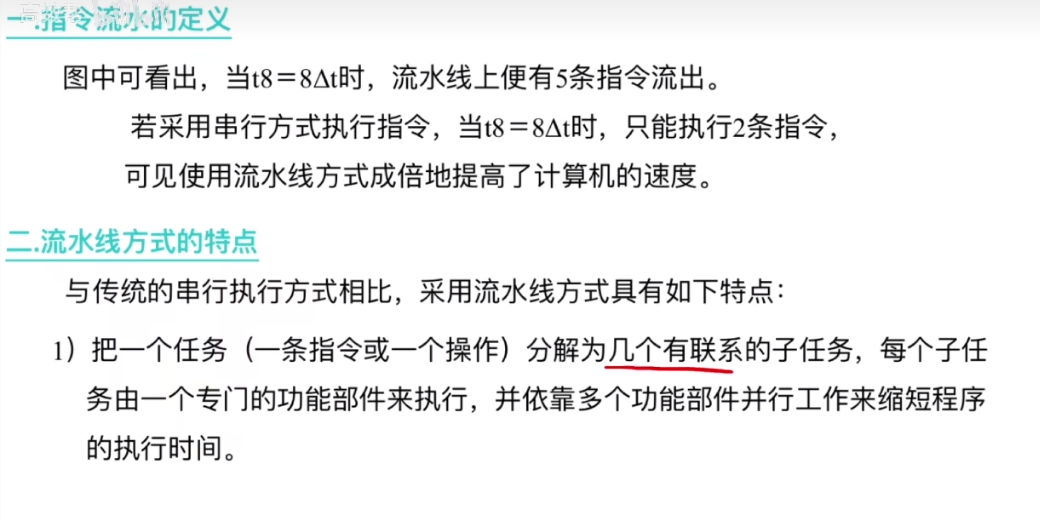 一.指令流水的定义
图中可看出，当t8＝8Δt时，流水线上便有5条指令流出。
若采用串行方式执行指令，当t8＝8Δt时，只能执行2条指令，
可见使用流水线方式成倍地提高了计算机的速度。
二.流水线方式的特点
与传统的串行执行方式相比，采用流水线方式具有如下特点：
1）把一个任务（一条指令或一个操作）分解为几个有联系的子任务，每个子任
务由一个专门的功能部件来执行，并依靠多个功能部件并行工作来缩短程序
的执行时间。